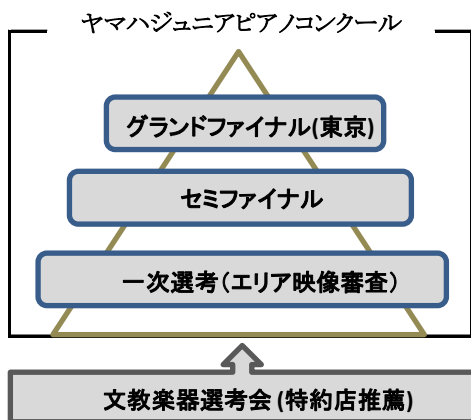 ヤマハジュニアピアノコンクール
グランドファイナル(東京)
セミファイナル
一次選考（エリア映像審査）
文教楽器選考会(特約店推薦)